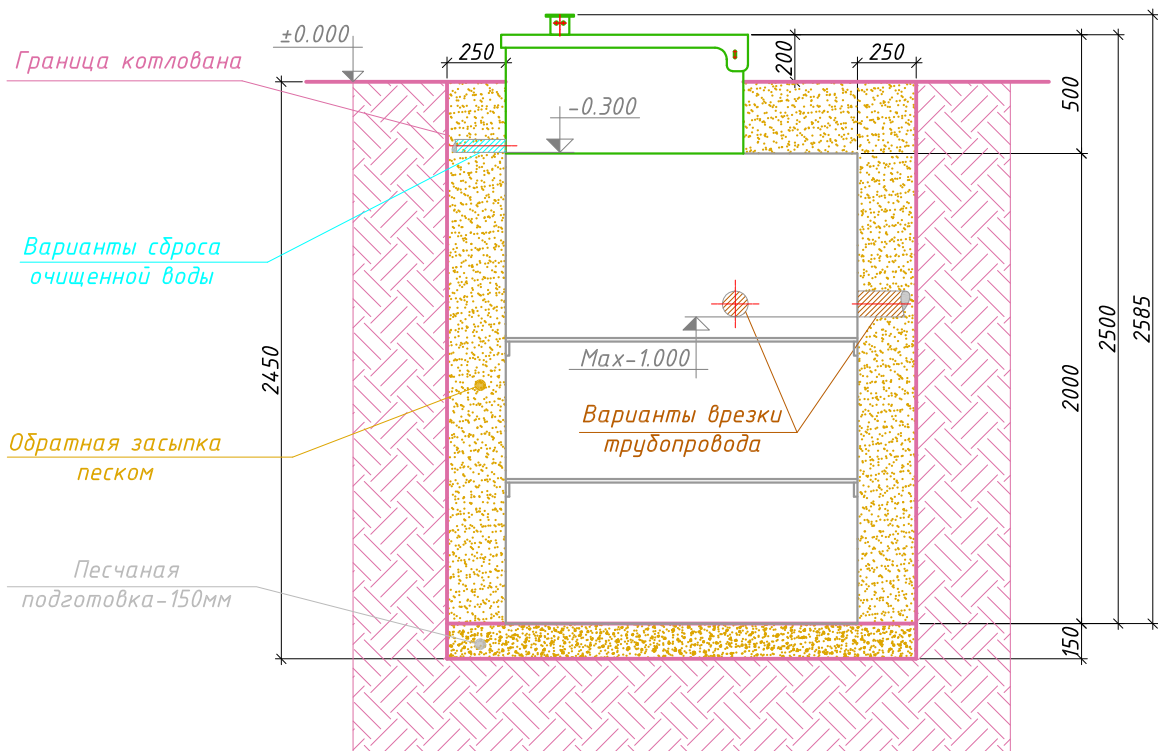 ±0.000
250
200
250
Граница котлована
500
-0.300
Варианты сброса
очищенной воды
2585
2500
2450
Max-1.000
2000
Варианты врезки
трубопровода
Обратная засыпка
песком
Песчаная
подготовка-150мм
150